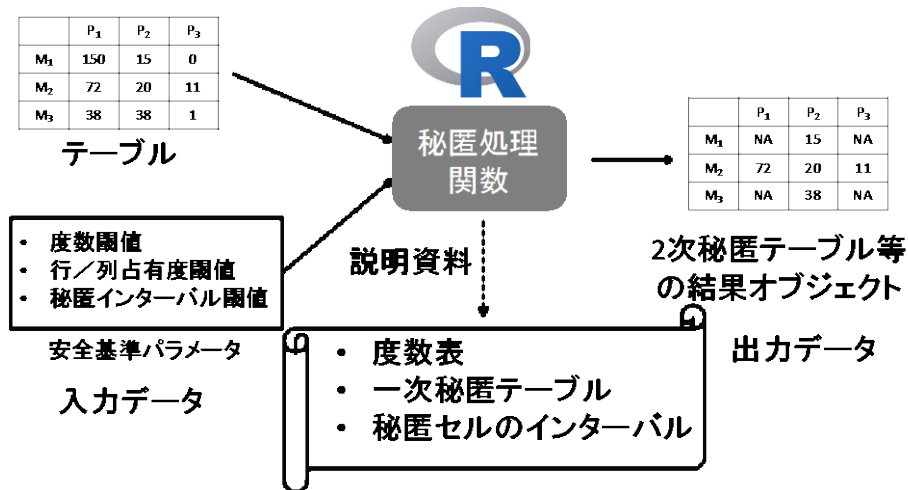 P₁ P₂ P₃
M₁ 150 15 0
M₂ 72 20 11
M₃ 38 38 1
テーブル
・ 度数閾値
・ 行／列占有度閾値
・ 秘匿インターバル閾値
安全基準パラメータ
入力データ
R
秘匿処理
関数
説明資料
・ 度数表
・ 一次秘匿テーブル
・ 秘匿セルのインターバル
P₁ P₂ P₃
M₁ NA 15 NA
M₂ 72 20 11
M₃ NA 38 NA
2次秘匿テーブル等
の結果オブジェクト
出力データ